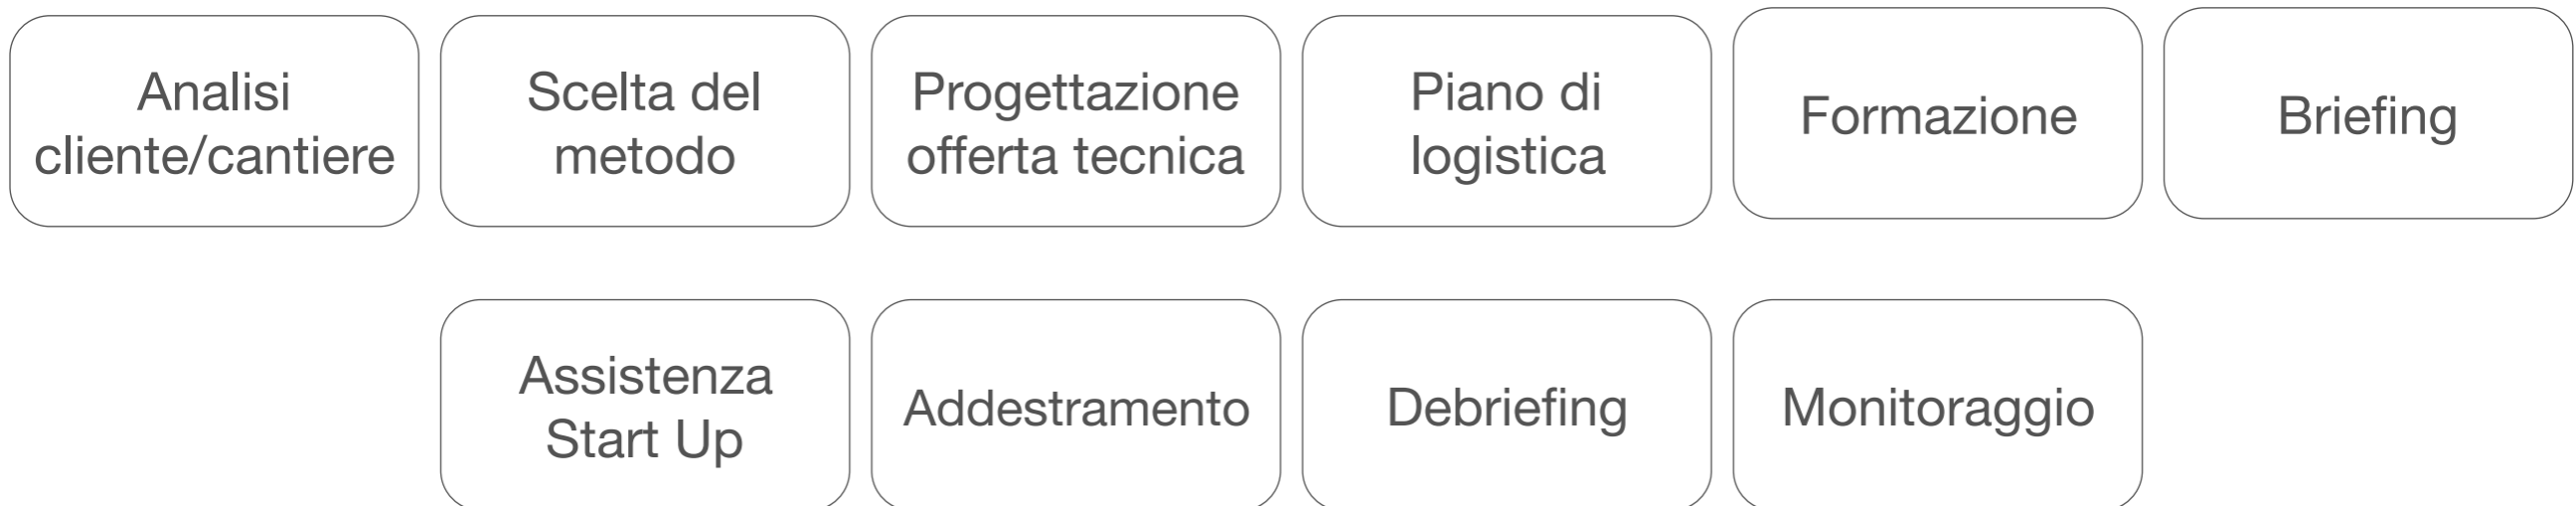 Analisi
cliente/cantiere
Scelta del
metodo
Progettazione
offerta tecnica
Piano di
logistica
Formazione
Briefing
Assistenza
Start Up
Addestramento
Debriefing
Monitoraggio